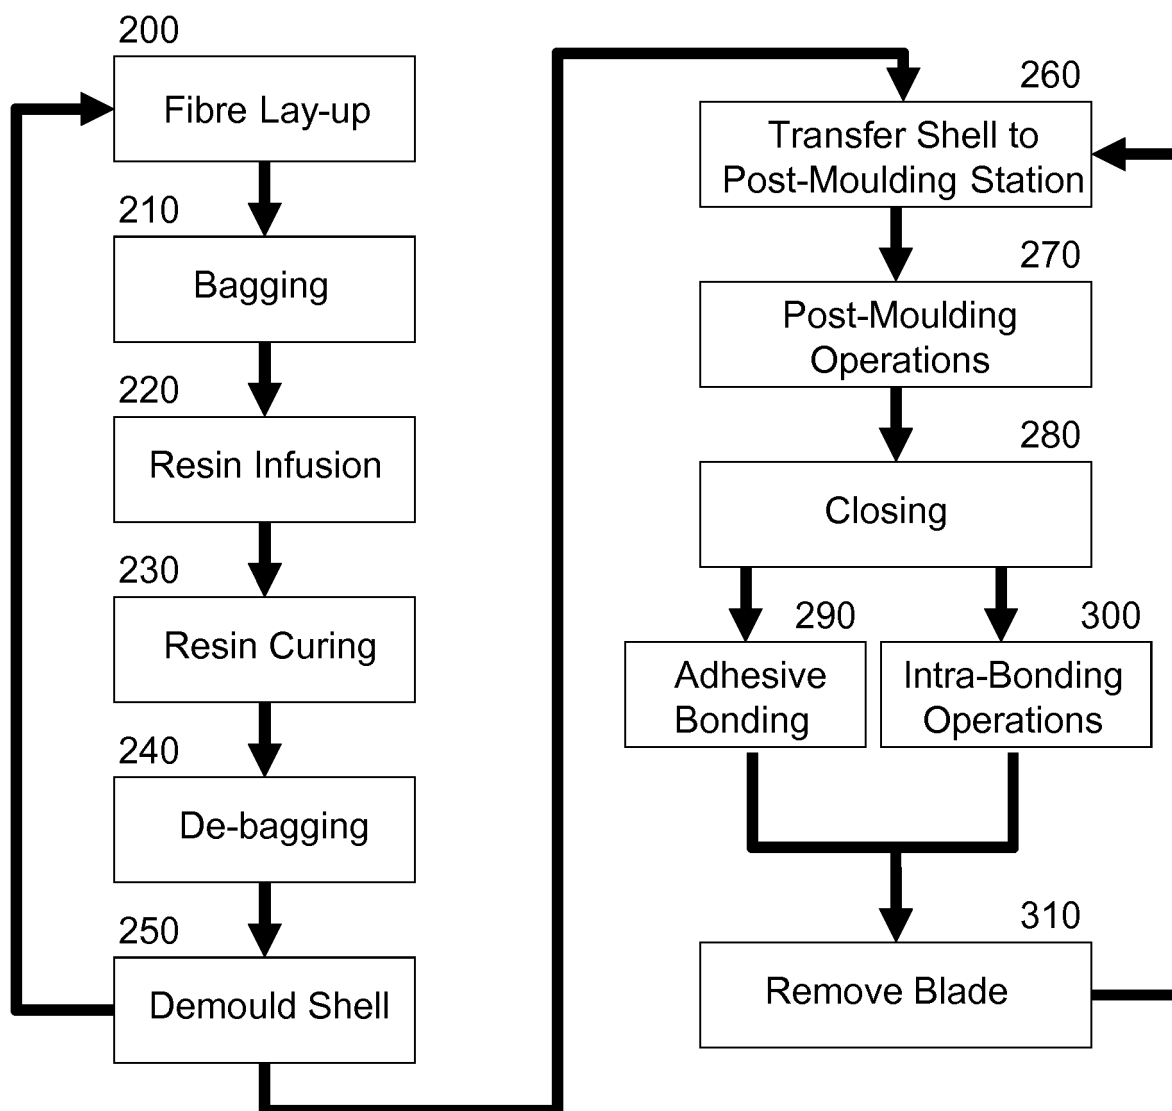 200
Fibre Lay-up
210
Bagging
220
Resin Infusion
230
Resin Curing
240
De-bagging
250
Demould Shell
260
Transfer Shell to
Post-Moulding Station
270
Post-Moulding
Operations
280
Closing
290
Adhesive
Bonding
300
Intra-Bonding
Operations
310
Remove Blade